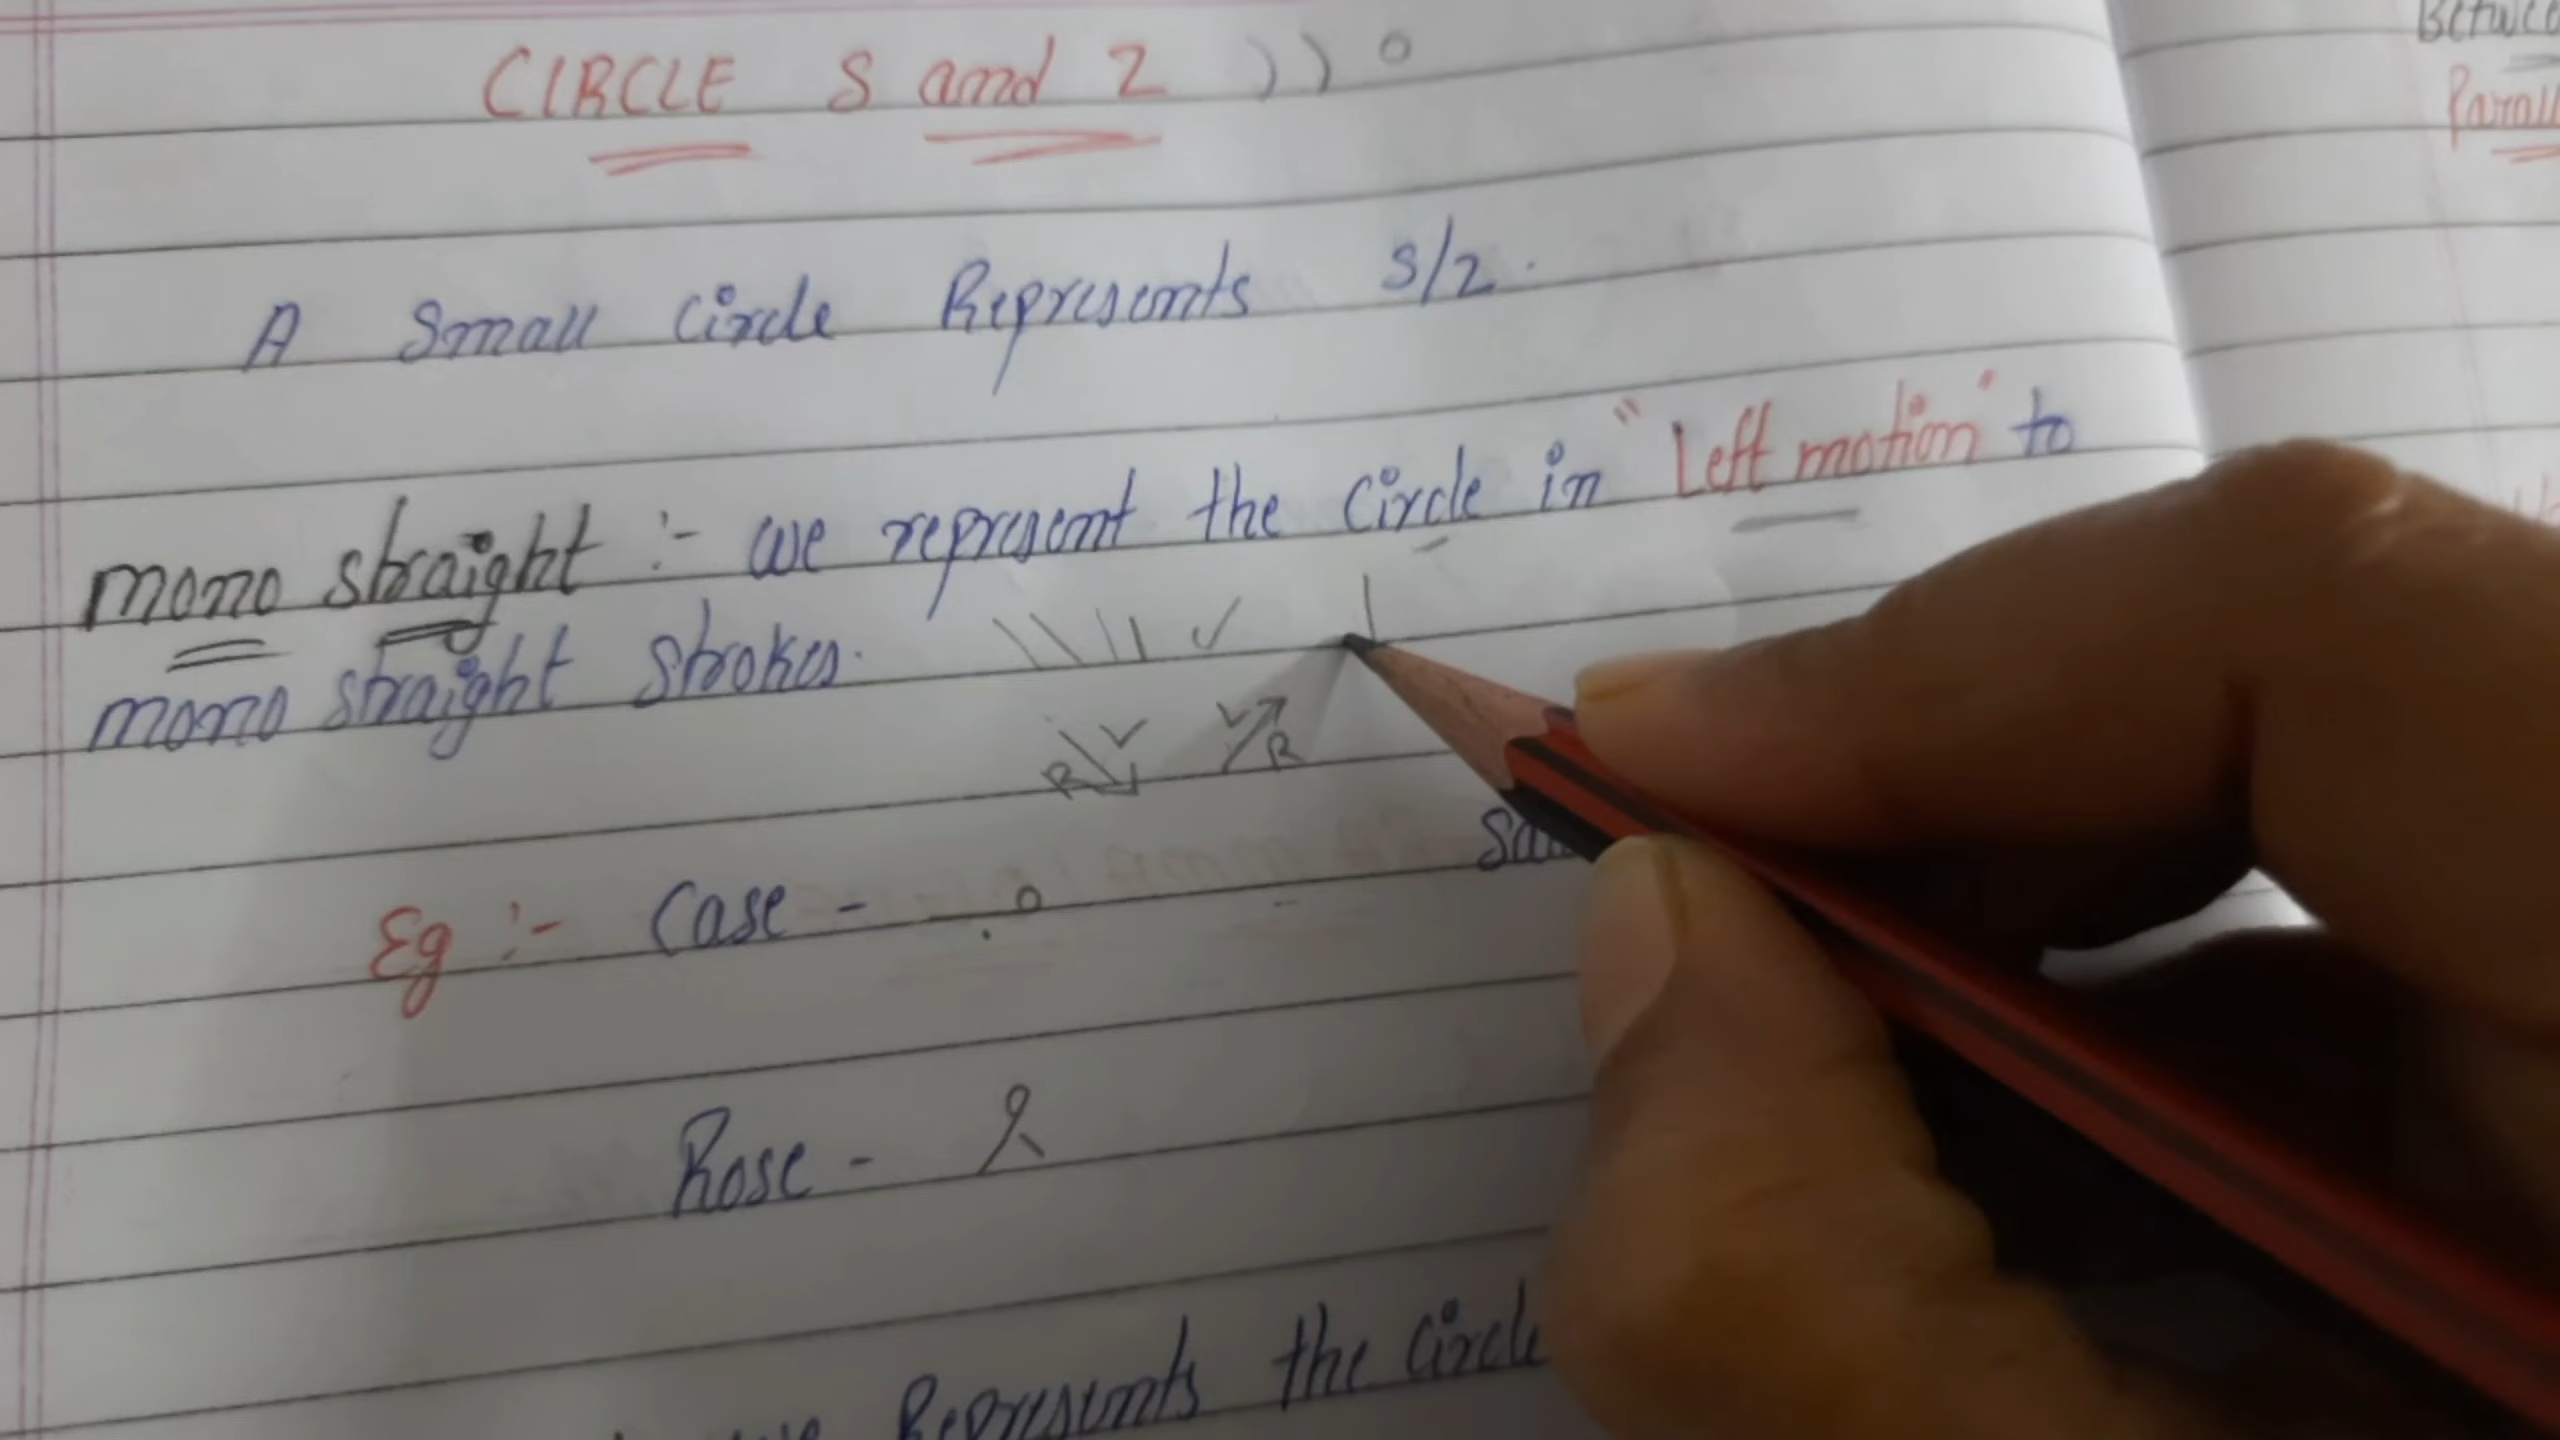 CIRCLE S and Z ) ) o
A Small Circle Represents S/Z.
mono straight :- we represent the Circle in "Left motion" to
mono straight strokes.
R
R
Eg :- Case -
Rose -
Represents the Circle